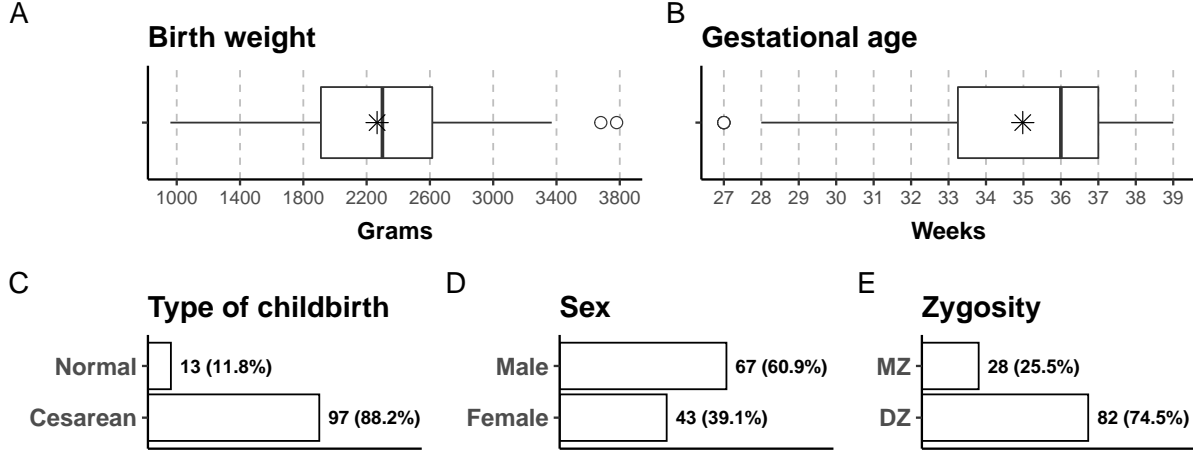 A
Birth weight
1000 1400 1800 2200 2600 3000 3400 3800
Grams
B
Gestational age
27 28 29 30 31 32 33 34 35 36 37 38 39
Weeks
C
Type of childbirth
Normal 13 (11.8%)
Cesarean 97 (88.2%)
D
Sex
Male 67 (60.9%)
Female 43 (39.1%)
E
Zygosity
MZ 28 (25.5%)
DZ 82 (74.5%)